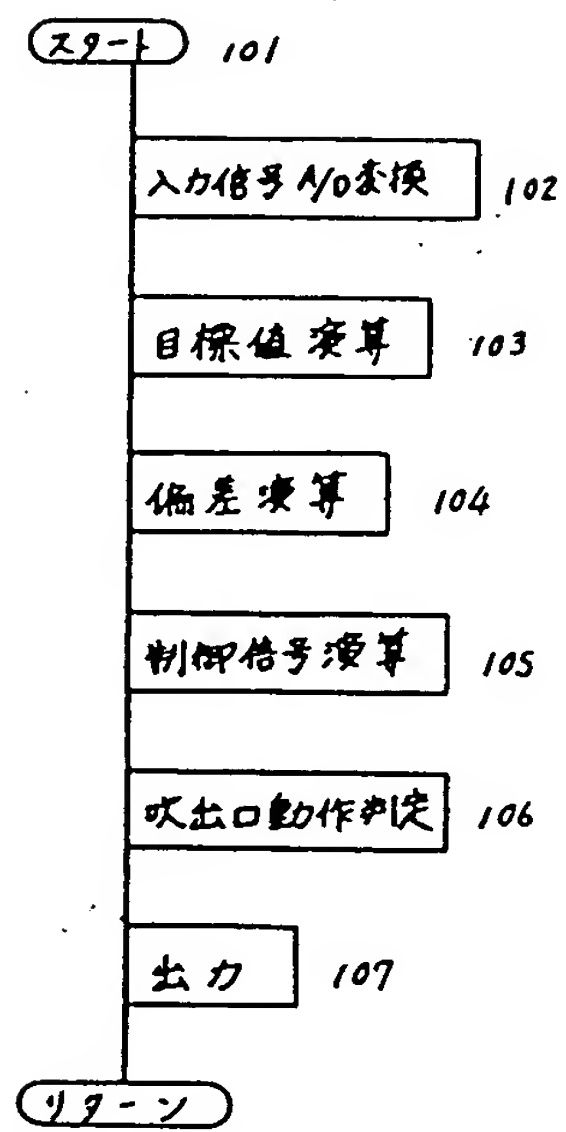 スタート 101
入力信号 A/D変換 102
目標値演算 103
偏差演算 104
制御信号演算 105
吹出口動作判定 106
出力 107
リターン